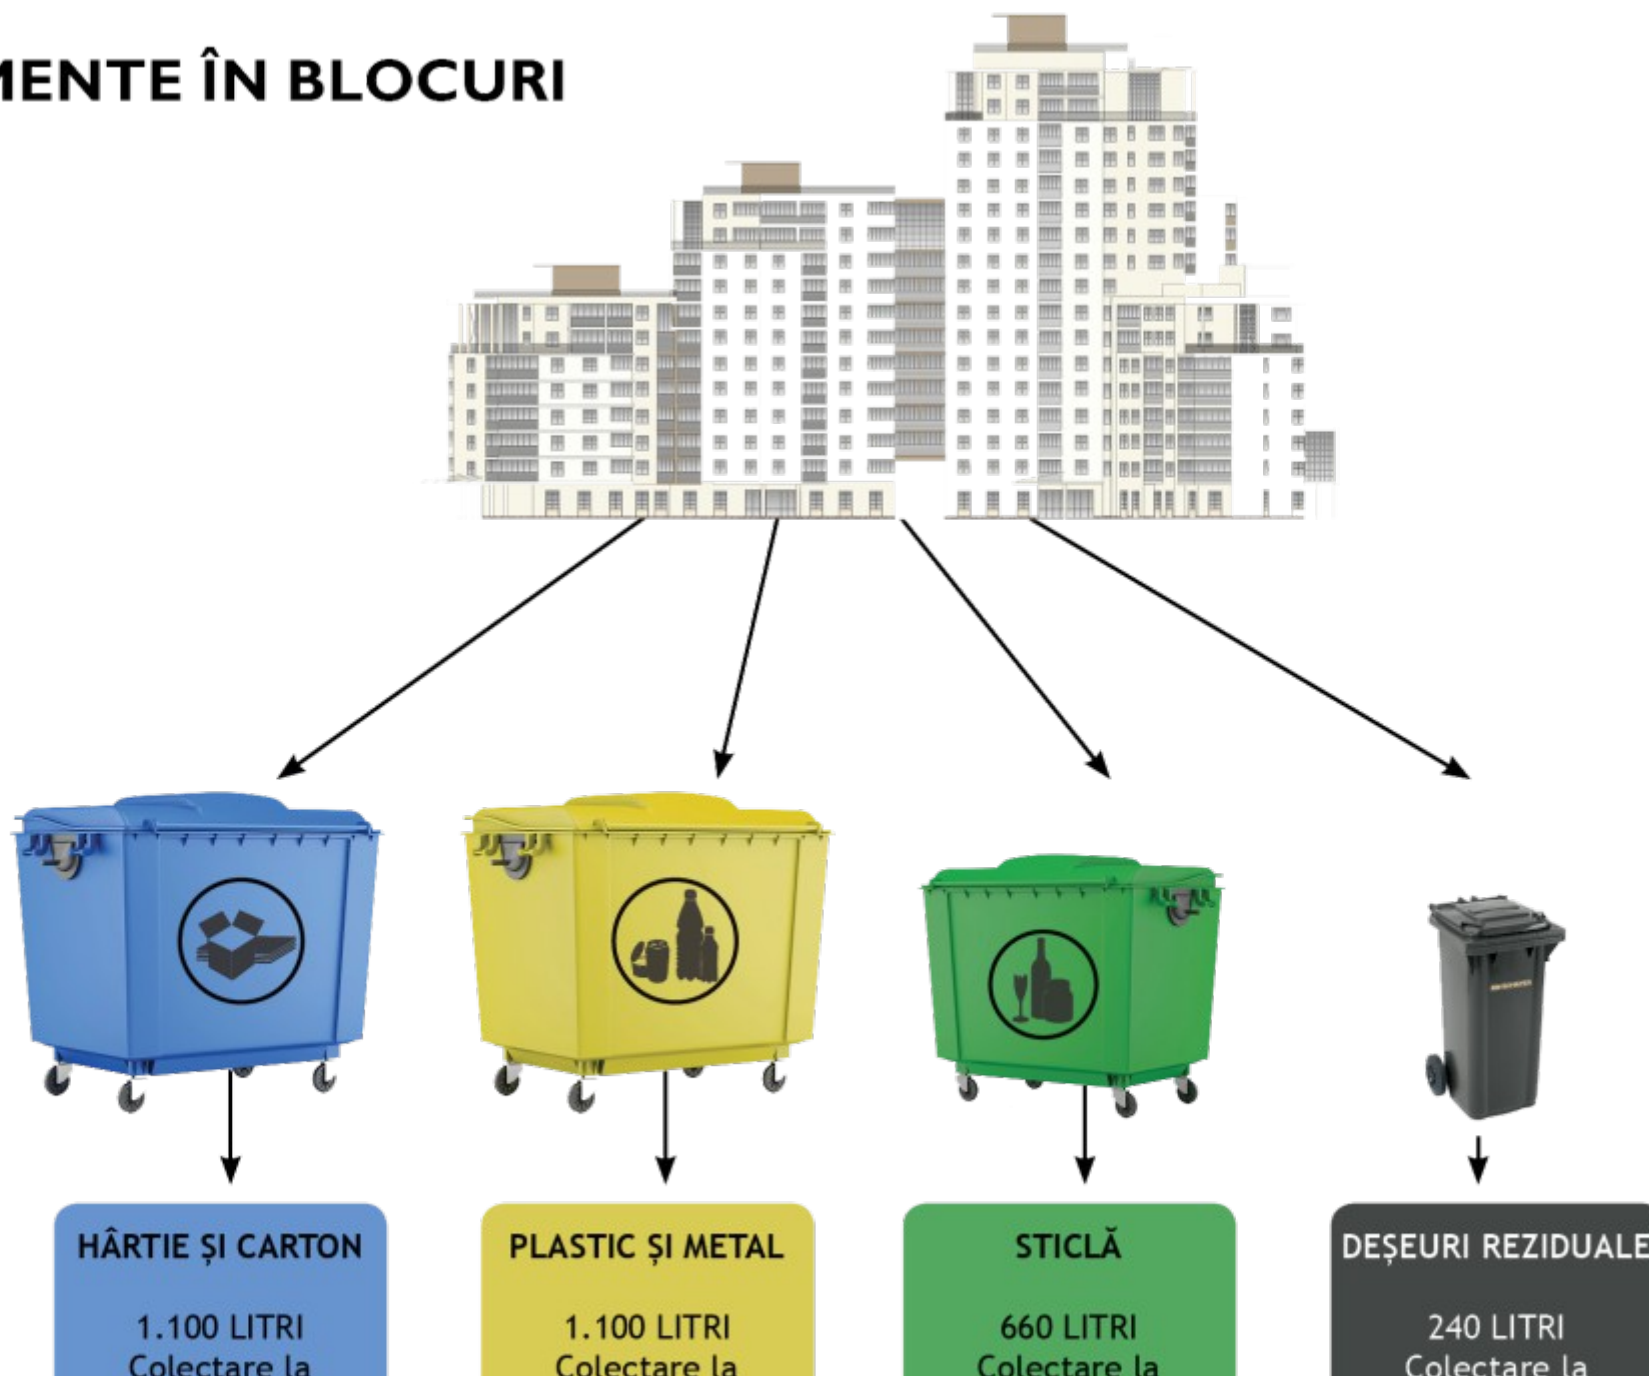 MENTE ÎN BLOCURI
HÂRTIE ȘI CARTON
1.100 LITRI
Colectare la
PLASTIC ȘI METAL
1.100 LITRI
Colectare la
STICLĂ
660 LITRI
Colectare la
DEȘEURI REZIDUALE
240 LITRI
Colectare la